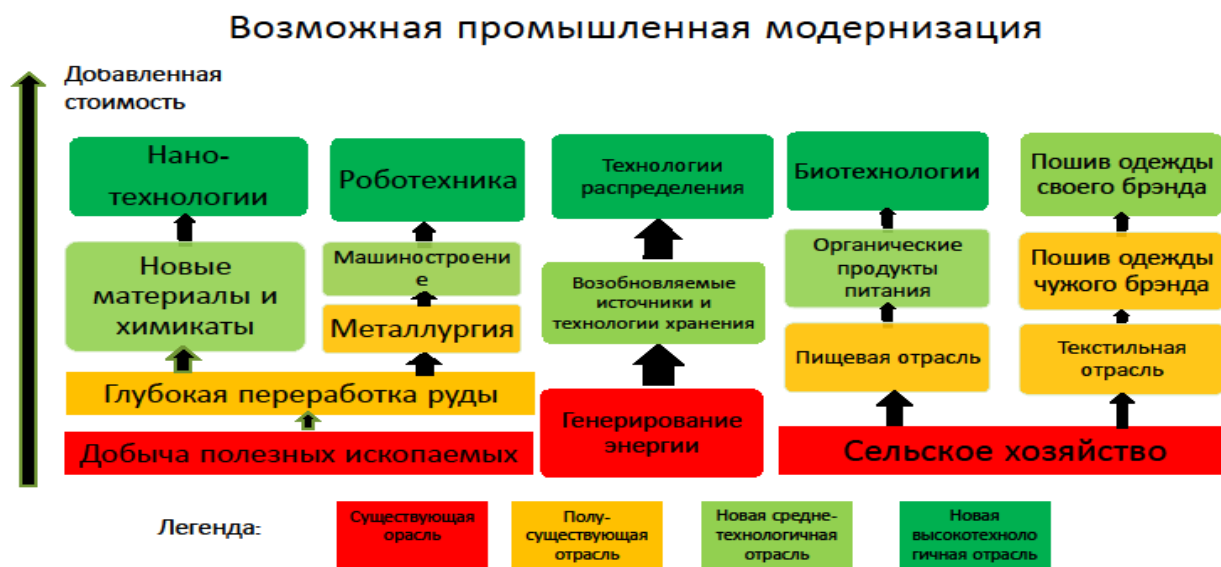 Возможная промышленная модернизация
Добавленная
стоимость
Нано-
технологии
Роботехника
Технологии
распределения
Биотехнологии
Пошив одежды
своего брэнда
Новые
материалы и
химикаты
Машиностроени
е
Металлургия
Возобновляемые
источники и
технологии хранения
Органические
продукты
питания
Пошив одежды
чужого брэнда
Пищевая отрасль
Текстильная
отрасль
Глубокая переработка руды
Добыча полезных ископаемых
Генерирование
энергии
Сельское хозяйство
Легенда:
Существующая
орасль
Полу-
существующая
отрасль
Новая средне-
технологичная
отрасль
Новая
высокотехноло
гичная отрасль